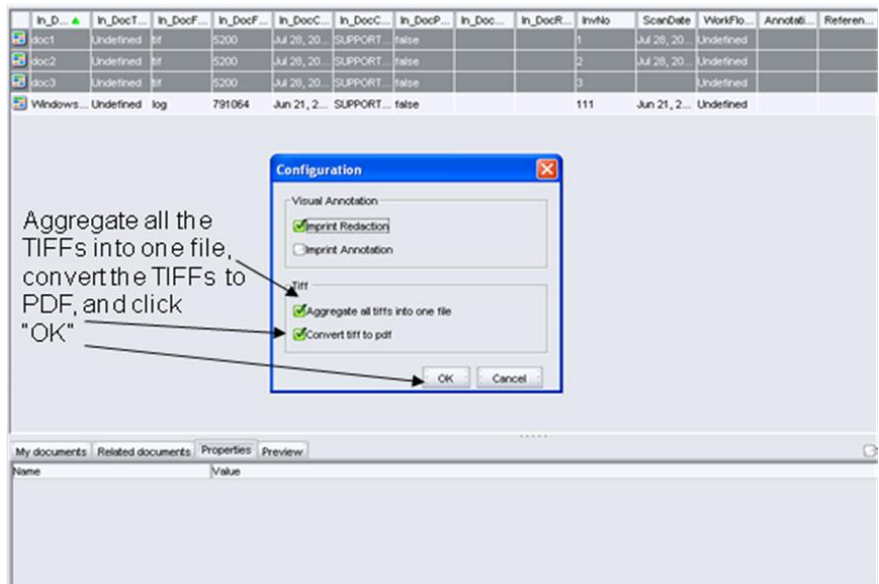 In_D... In_DocT... In_DocF... In_DocF... In_DocC... In_DocC... In_DocP... In_Doc... In_DocR... InvNo ScanDate WorkFlo... Annotati... Referen...
doc1 Undefined tif 5200 Jul 28, 20... SUPPORT... false 1 Jul 28, 20... Undefined
doc2 Undefined tif 5200 Jul 28, 20... SUPPORT... false 2 Jul 28, 20... Undefined
doc3 Undefined tif 5200 Jul 28, 20... SUPPORT... false 3 Undefined
Windows... Undefined log 791064 Jun 21, 2... SUPPORT... false 111 Jun 21, 2... Undefined
Configuration
Visual Annotation
Imprint Redaction
Imprint Annotation
Tiff
Aggregate all tiffs into one file
Convert tiff to pdf
OK Cancel
Aggregate all the
TIFFs into one file,
convert the TIFFs to
PDF, and click
"OK"
My documents Related documents Properties Preview
Name Value